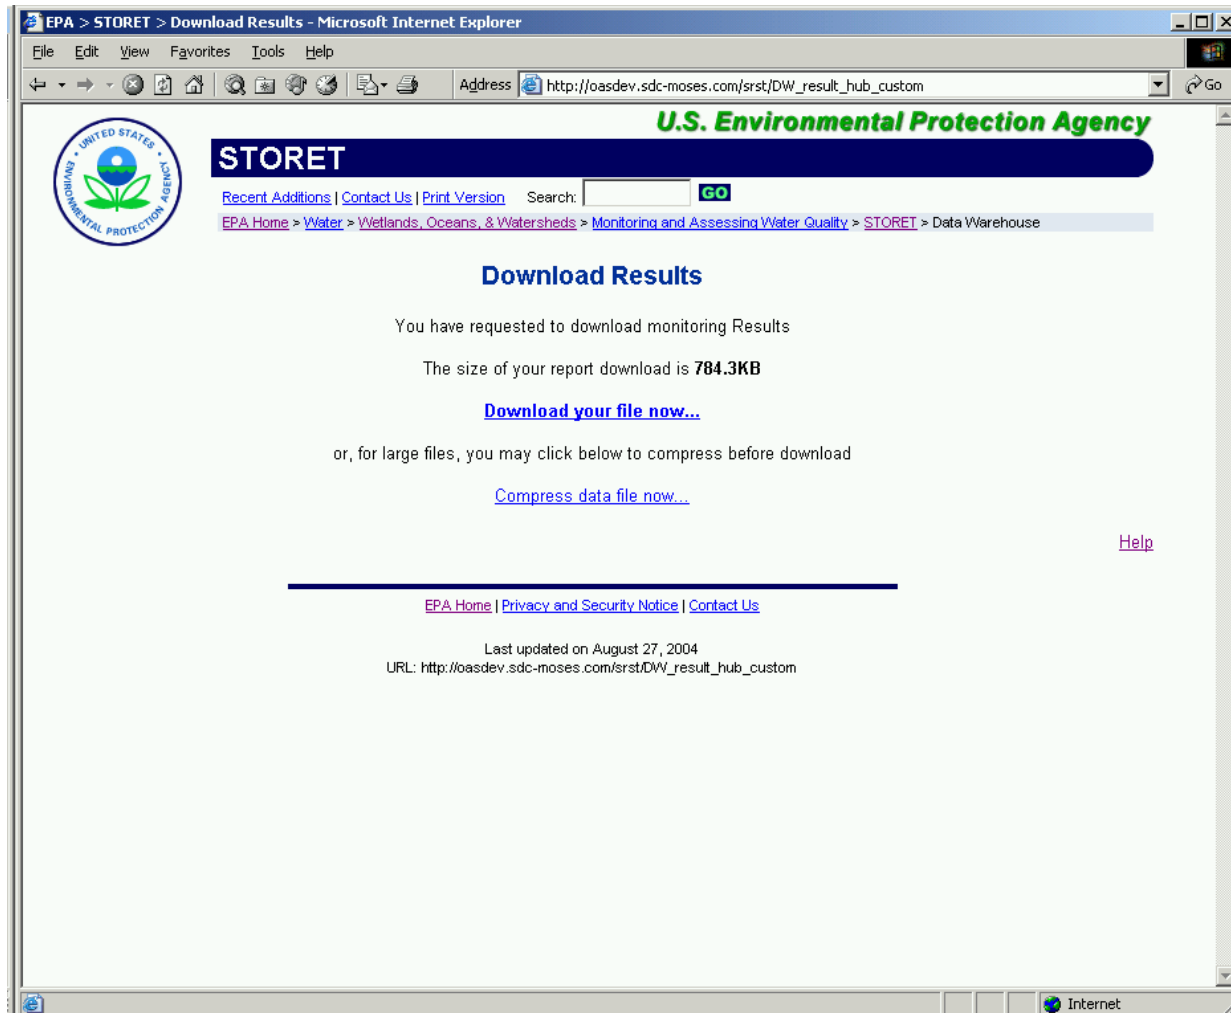 EPA > STORET > Download Results - Microsoft Internet Explorer
File Edit View Favorites Tools Help
Address http://oasdev.sdc-moses.com/srst/DW_result_hub_custom Go
UNITED STATES ENVIRONMENTAL PROTECTION AGENCY
U.S. Environmental Protection Agency
STORET
Recent Additions | Contact Us | Print Version Search: GO
EPA Home > Water > Wetlands, Oceans, & Watersheds > Monitoring and Assessing Water Quality > STORET > Data Warehouse
Download Results
You have requested to download monitoring Results
The size of your report download is 784.3KB
Download your file now...
or, for large files, you may click below to compress before download
Compress data file now...
Help
EPA Home | Privacy and Security Notice | Contact Us
Last updated on August 27, 2004
URL: http://oasdev.sdc-moses.com/srst/DW_result_hub_custom
Internet